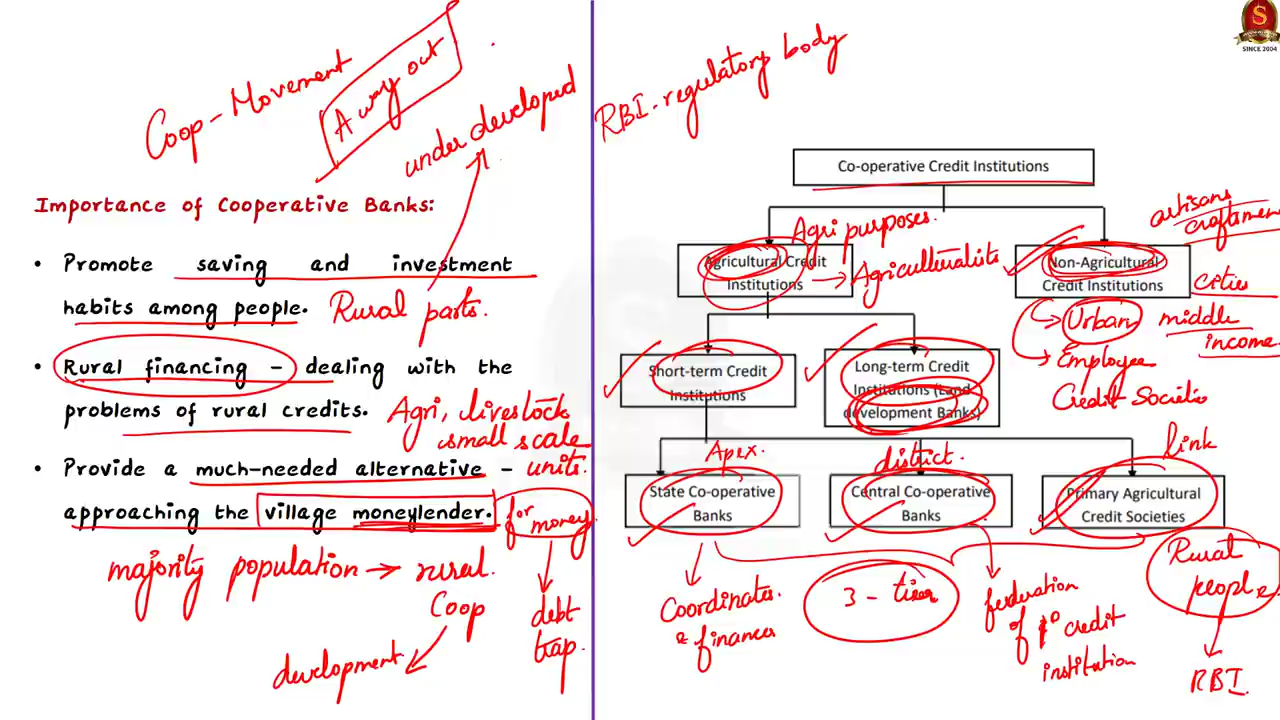 Coop-Movement
A way out
under developed
Importance of Cooperative Banks:
• Promote saving and investment
habits among people. Rural parts.
• Rural financing - dealing with the
problems of rural credits. Agri, livestock
small scale
• Provide a much-needed alternative - units.
approaching the village moneylender. for money
majority population → rural.
Coop
development
debt
trap.
RBI-regulatory body
S
SINCE 2004
Co-operative Credit Institutions
Agri purposes.
artisans
craftsmen
Agricultural Credit
Institutions → Agriculturalists
Non-Agricultural
Credit Institutions
cities
Urban middle
income
Employee
Credit Societies
Short-term Credit
Institutions
Long-term Credit
Institutions (Land
development Banks)
Apex.
district.
link
State Co-operative
Banks
Central Co-operative
Banks
Primary Agricultural
Credit Societies
Coordinates.
& finances
3 - tier
federation
of 1° credit
institution
Rural
people
RBI.